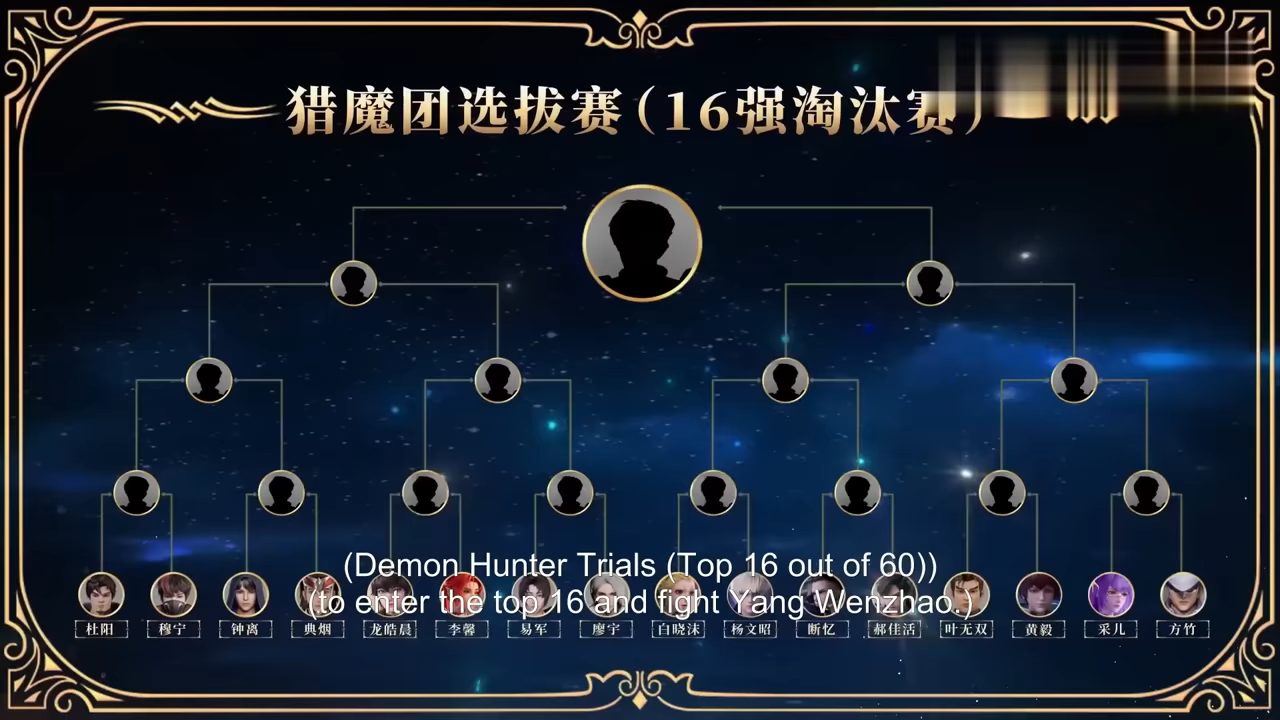 猎魔团选拔赛(16强淘汰赛)
(Demon Hunter Trials (Top 16 out of 60))
(to enter the top 16 and fight Yang Wenzhao.)
杜阳 穆宁 钟离 典烟 龙皓晨 李馨 易军 廖宇 白晓沫 杨文昭 断忆 郝佳活 叶无双 黄毅 采儿 方竹